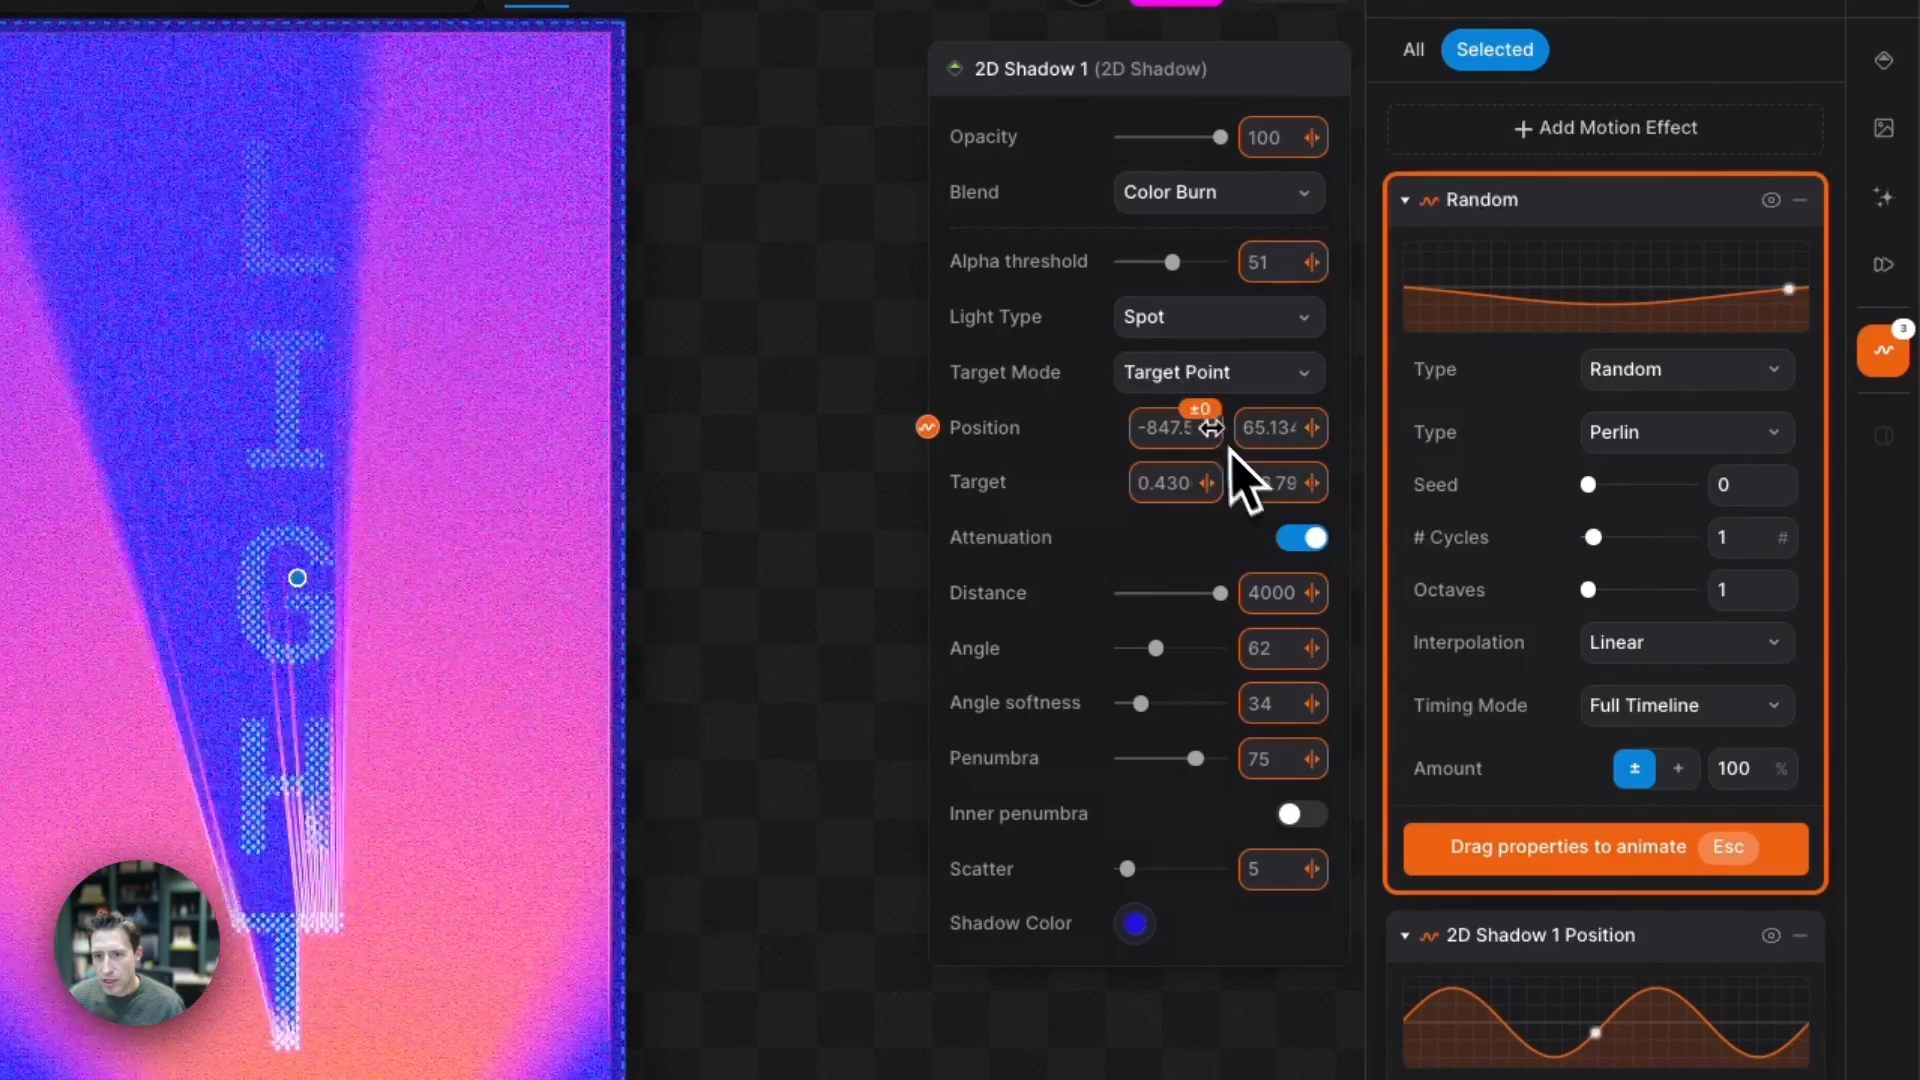 L
I
G
H
T
2D Shadow 1 (2D Shadow)
Opacity 100
Blend Color Burn
Alpha threshold 51
Light Type Spot
Target Mode Target Point
±0
Position -847.5 65.134
Target 0.430 .79
Attenuation
Distance 4000
Angle 62
Angle softness 34
Penumbra 75
Inner penumbra
Scatter 5
Shadow Color
All Selected
+ Add Motion Effect
Random
Type Random
Type Perlin
Seed 0
# Cycles 1 #
Octaves 1
Interpolation Linear
Timing Mode Full Timeline
Amount ± + 100 %
Drag properties to animate Esc
2D Shadow 1 Position
3